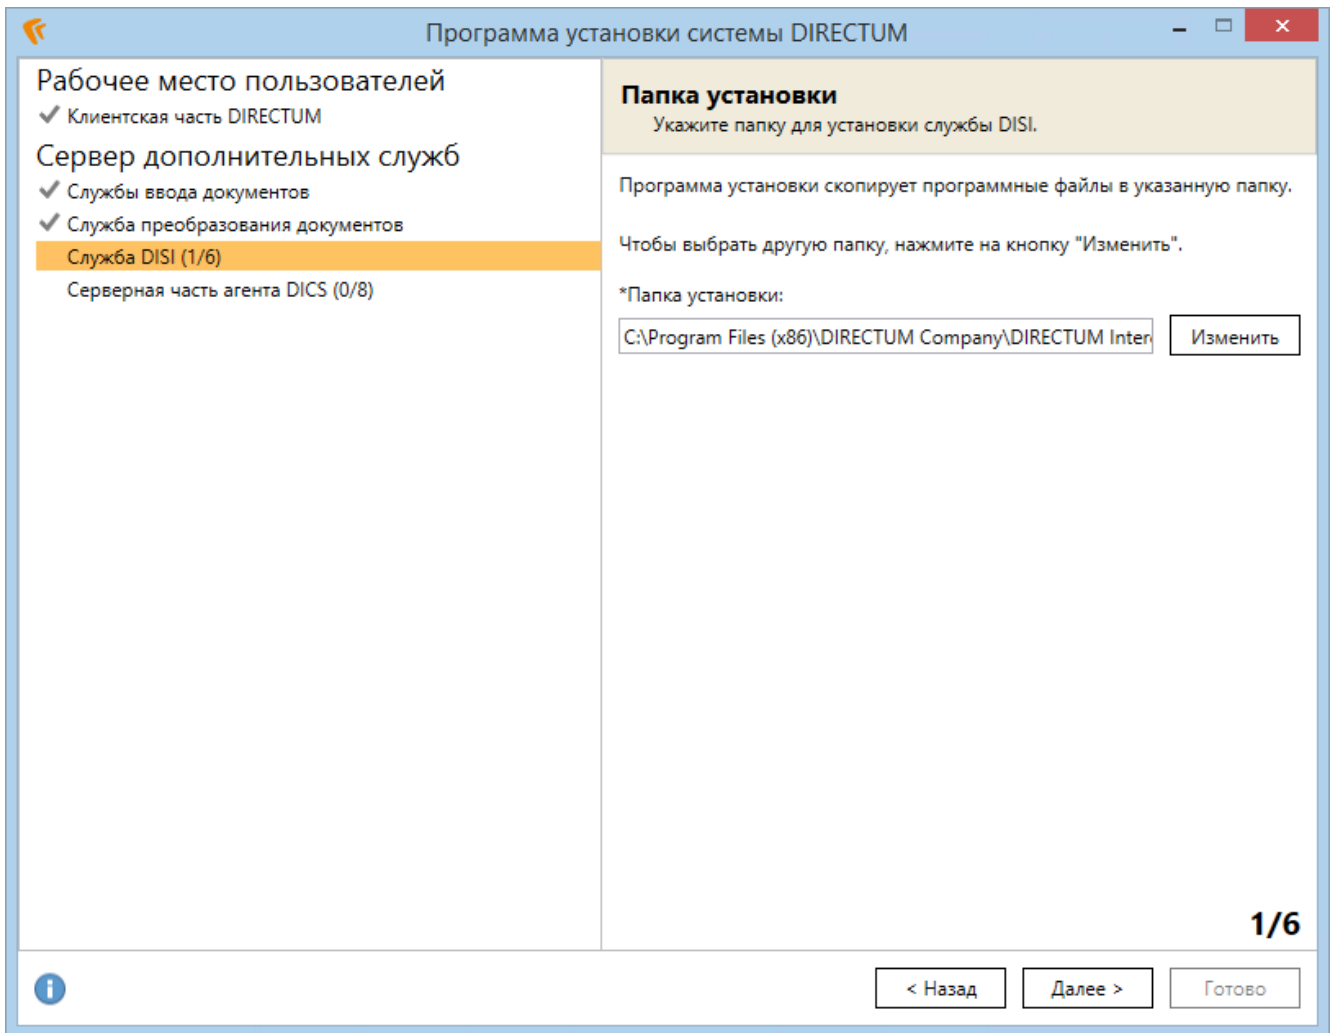 Программа установки системы DIRECTUM
Рабочее место пользователей
Клиентская часть DIRECTUM
Сервер дополнительных служб
Службы ввода документов
Служба преобразования документов
Служба DISI (1/6)
Серверная часть агента DICS (0/8)
Папка установки
Укажите папку для установки службы DISI.
Программа установки скопирует программные файлы в указанную папку.
Чтобы выбрать другую папку, нажмите на кнопку "Изменить".
*Папка установки:
C:\Program Files (x86)\DIRECTUM Company\DIRECTUM Inter
Изменить
1/6
< Назад
Далее >
Готово